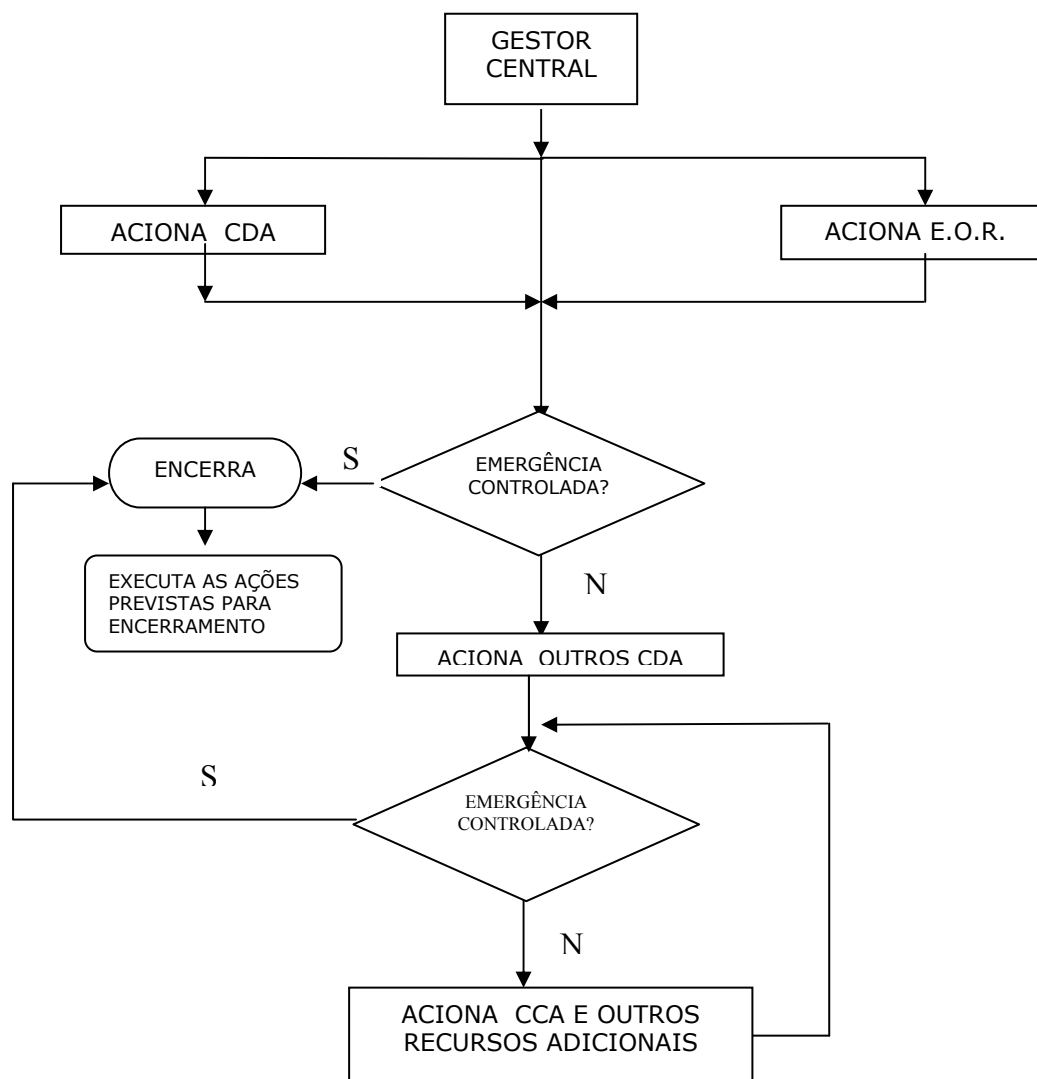 GESTOR
CENTRAL
ACIONA CDA
ACIONA E.O.R.
ENCERRA
S
EMERGÊNCIA
CONTROLADA?
EXECUTA AS AÇÕES
PREVISTAS PARA
ENCERRAMENTO
N
ACIONA OUTROS CDA
S
EMERGÊNCIA
CONTROLADA?
N
ACIONA CCA E OUTROS
RECURSOS ADICIONAIS